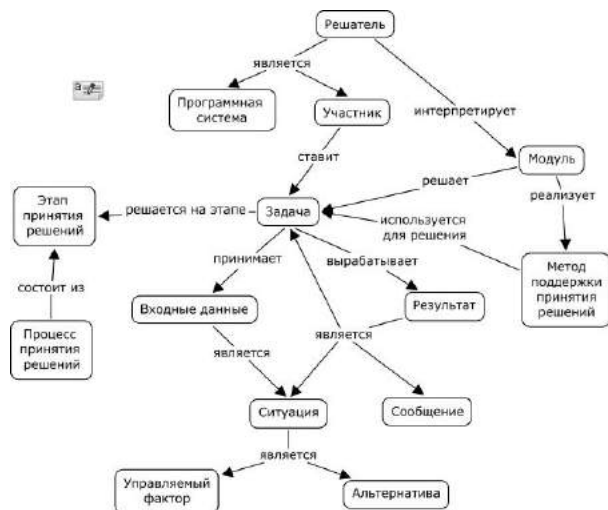 Решатель
является
Программная
система
Участник
интерпретирует
ставит
Модуль
решает
реализует
Этап
принятия
решений
решается на этапе
Задача
используется
для решения
принимает
вырабатывает
Метод
поддержки
принятия
решений
состоит из
Входные данные
Результат
Процесс
принятия
решений
является
является
Ситуация
Сообщение
является
Управляемый
фактор
Альтернатива